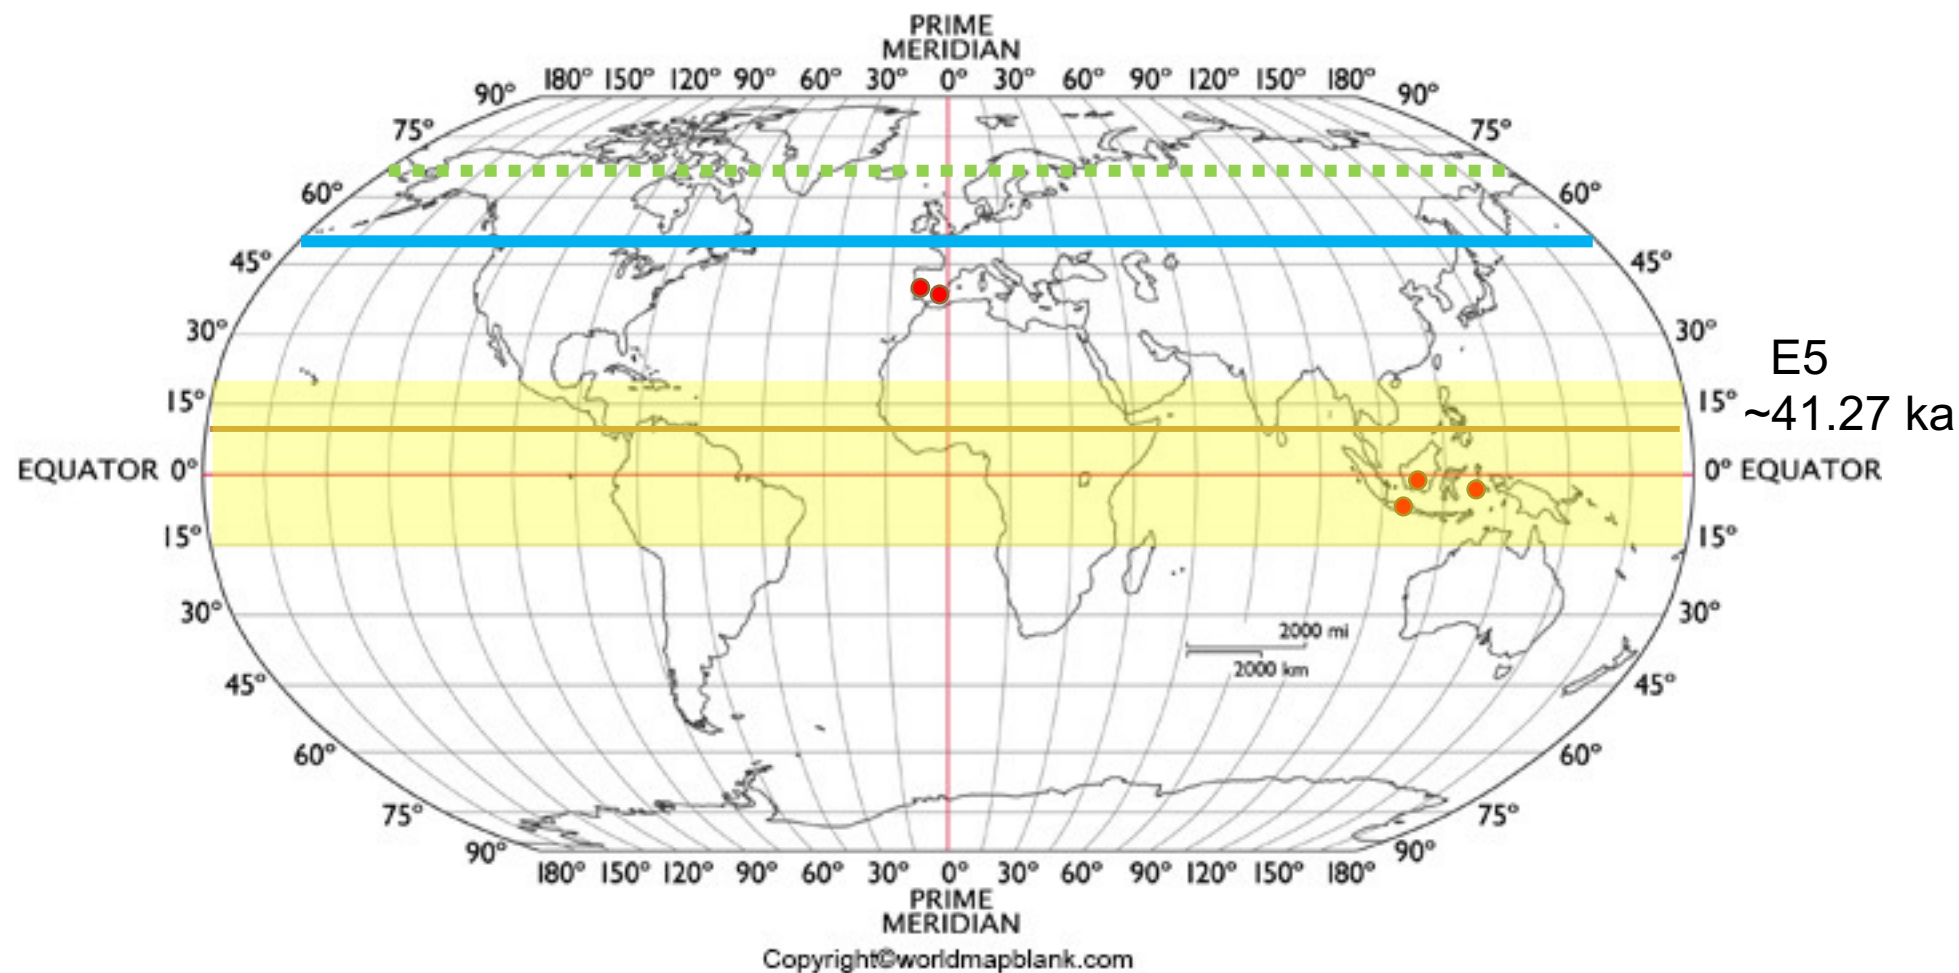 PRIME
MERIDIAN
180° 150° 120° 90° 60° 30° 0° 30° 60° 90° 120° 150° 180°
90° 90°
75° 75°
60° 60°
45° 45°
30° 30°
E5
15° 15°
~41.27 ka
EQUATOR 0° 0° EQUATOR
15° 15°
30° 30°
2000 mi
2000 km
45° 45°
60° 60°
75° 75°
90° 90°
180° 150° 120° 90° 60° 30° 0° 30° 60° 90° 120° 150° 180°
PRIME
MERIDIAN
Copyright©worldmapblank.com